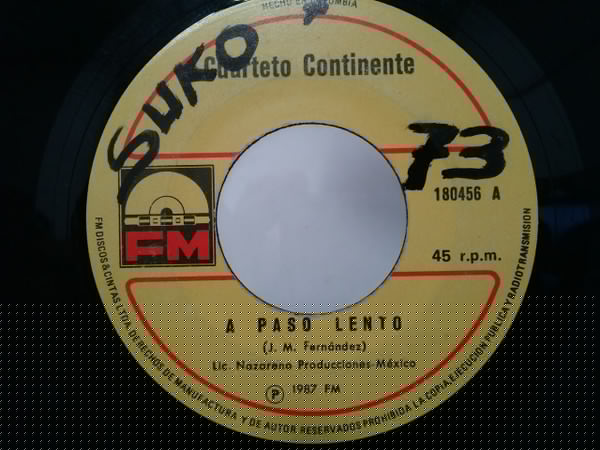 HECHO EN COLOMBIA
SUKO
Cuarteto Continente
73
180456 A
FM
45 r.p.m.
A PASO LENTO
(J. M. Fernández)
Lic. Nazareno Producciones-México
Ⓟ 1987 FM
FM DISCOS & CINTAS LTDA. DERECHOS DE MANUFACTURA Y DE AUTOR RESERVADOS PROHIBIDA LA COPIA, EJECUCION PUBLICA Y RADIOTRANSMISION